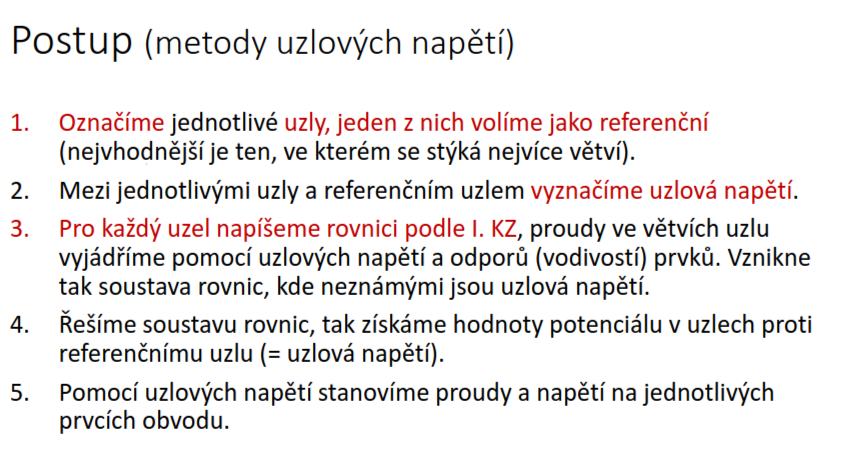 Postup (metody uzlových napětí)
1. Označíme jednotlivé uzly, jeden z nich volíme jako referenční
(nejvhodnější je ten, ve kterém se stýká nejvíce větví).
2. Mezi jednotlivými uzly a referenčním uzlem vyznačíme uzlová napětí.
3. Pro každý uzel napíšeme rovnici podle I. KZ, proudy ve větvích uzlu
vyjádříme pomocí uzlových napětí a odporů (vodivostí) prvků. Vznikne
tak soustava rovnic, kde neznámými jsou uzlová napětí.
4. Řešíme soustavu rovnic, tak získáme hodnoty potenciálu v uzlech proti
referenčnímu uzlu (= uzlová napětí).
5. Pomocí uzlových napětí stanovíme proudy a napětí na jednotlivých
prvcích obvodu.